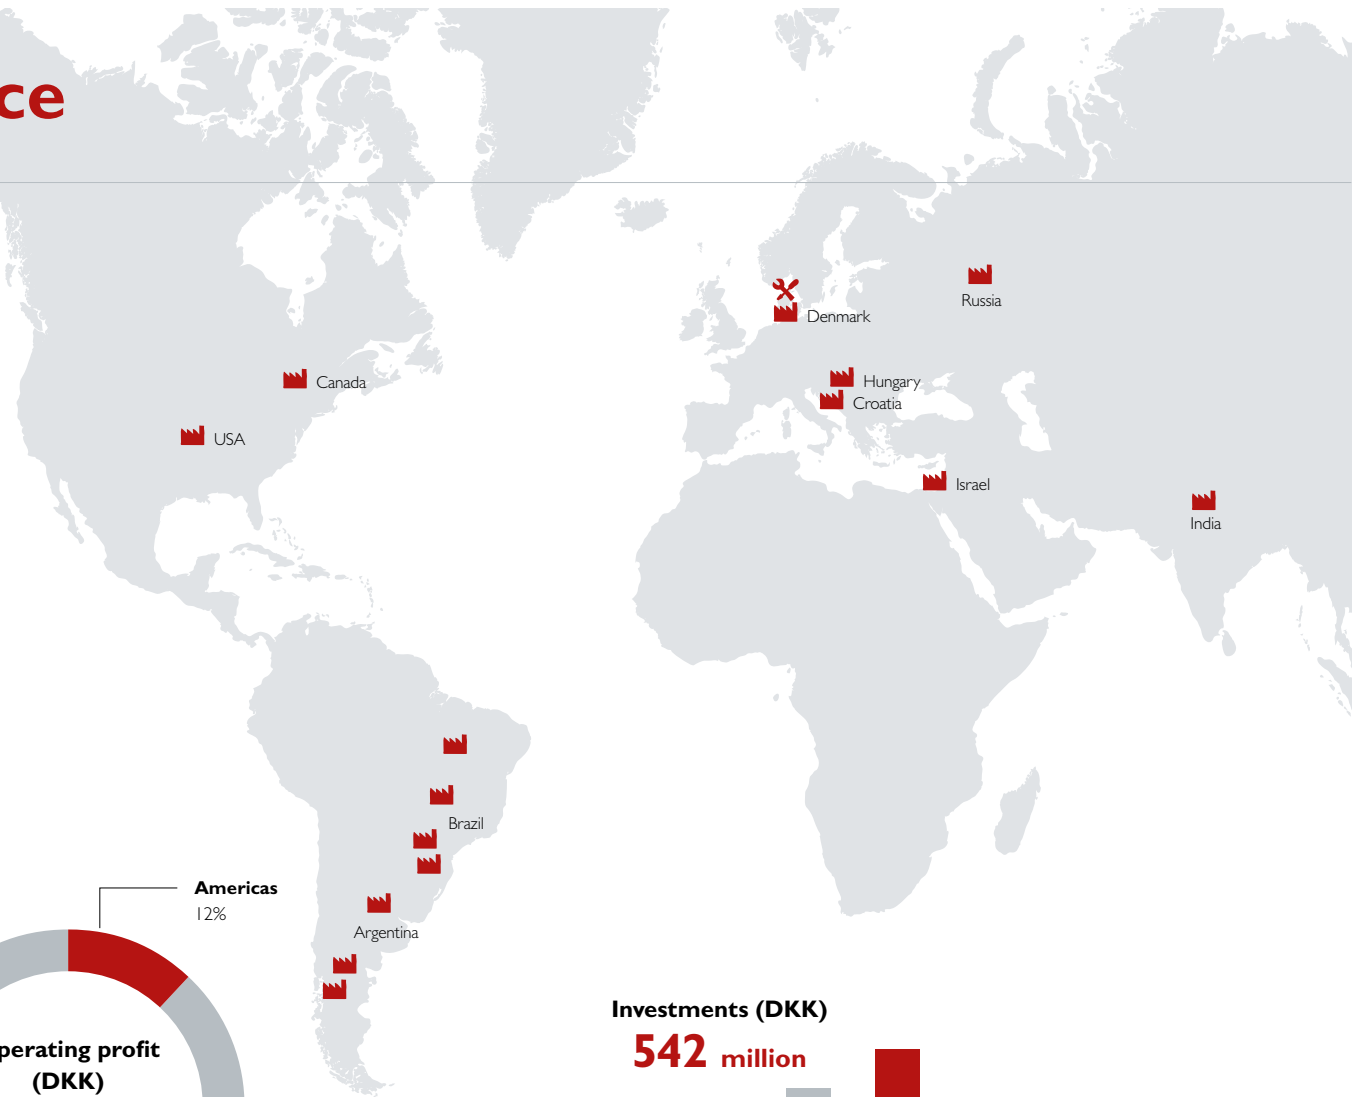 ce
Russia
Denmark
Canada
Hungary
Croatia
USA
Israel
India
Brazil
Americas
12%
Argentina
Investments (DKK)
542 million
perating profit
(DKK)